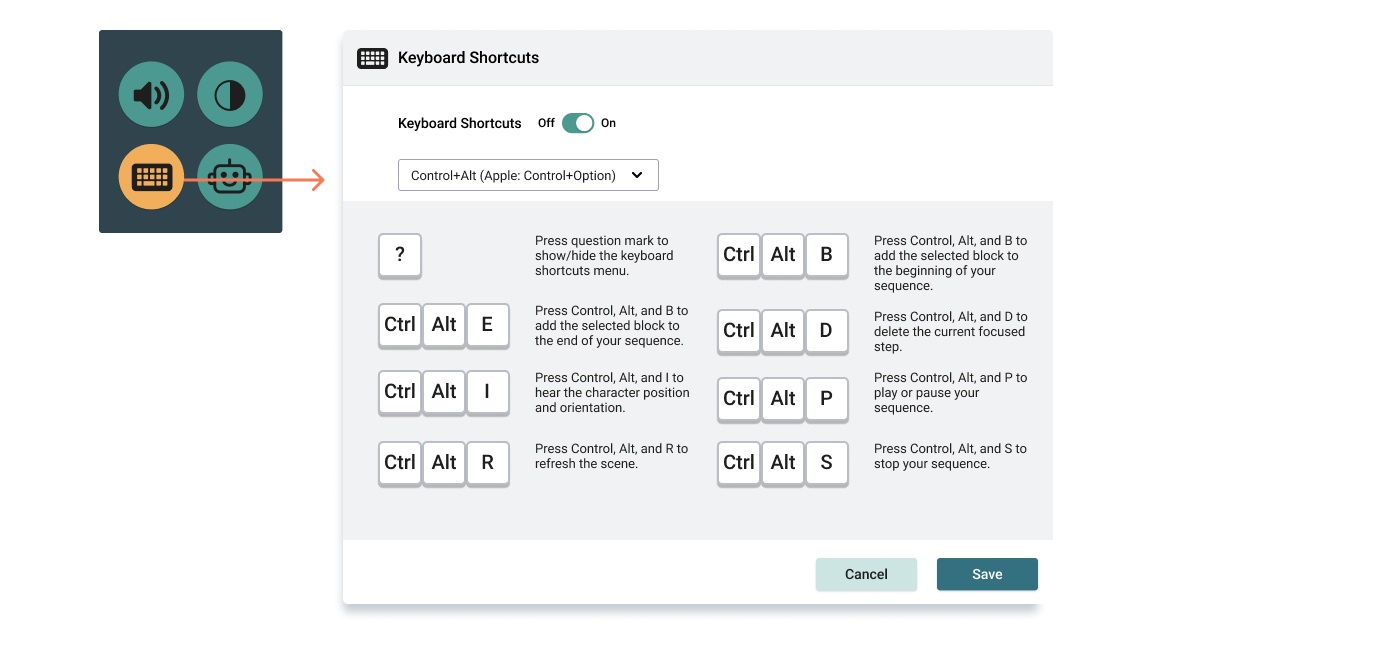 Keyboard Shortcuts
Keyboard Shortcuts Off On
Control+Alt (Apple: Control+Option)
?
Press question mark to
show/hide the keyboard
shortcuts menu.
Ctrl Alt B
Press Control, Alt, and B to
add the selected block to
the beginning of your
sequence.
Ctrl Alt E
Press Control, Alt, and B to
add the selected block to
the end of your sequence.
Ctrl Alt D
Press Control, Alt, and D to
delete the current focused
step.
Ctrl Alt I
Press Control, Alt, and I to
hear the character position
and orientation.
Ctrl Alt P
Press Control, Alt, and P to
play or pause your
sequence.
Ctrl Alt R
Press Control, Alt, and R to
refresh the scene.
Ctrl Alt S
Press Control, Alt, and S to
stop your sequence.
Cancel
Save